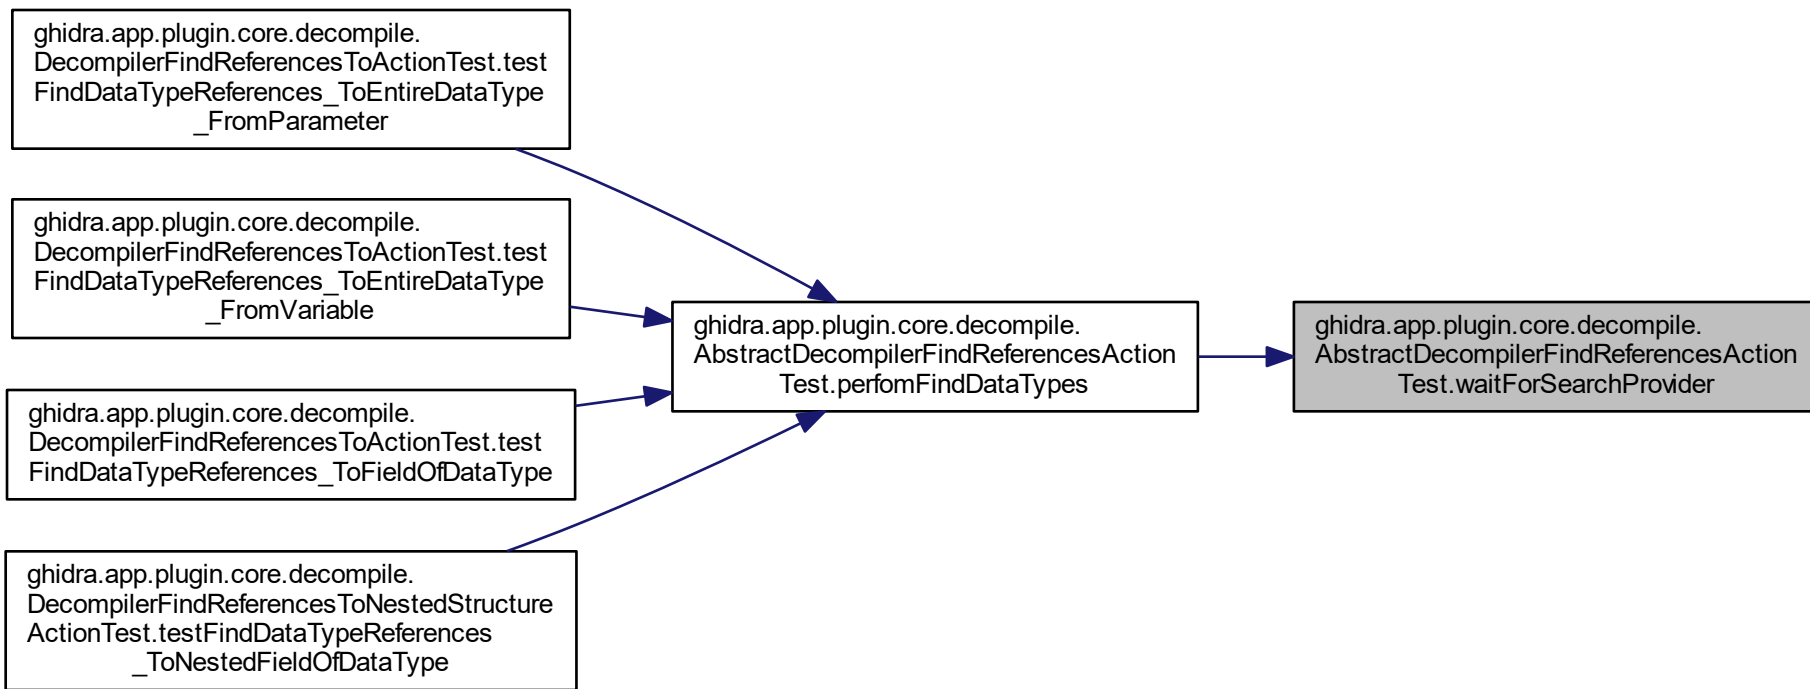 ghidra.app.plugin.core.decompile.
DecompilerFindReferencesToActionTest.test
FindDataTypeReferences_ToEntireDataType
_FromParameter
ghidra.app.plugin.core.decompile.
DecompilerFindReferencesToActionTest.test
FindDataTypeReferences_ToEntireDataType
_FromVariable
ghidra.app.plugin.core.decompile.
DecompilerFindReferencesToActionTest.test
FindDataTypeReferences_ToFieldOfDataType
ghidra.app.plugin.core.decompile.
DecompilerFindReferencesToNestedStructure
ActionTest.testFindDataTypeReferences
_ToNestedFieldOfDataType
ghidra.app.plugin.core.decompile.
AbstractDecompilerFindReferencesAction
Test.perfomFindDataTypes
ghidra.app.plugin.core.decompile.
AbstractDecompilerFindReferencesAction
Test.waitForSearchProvider